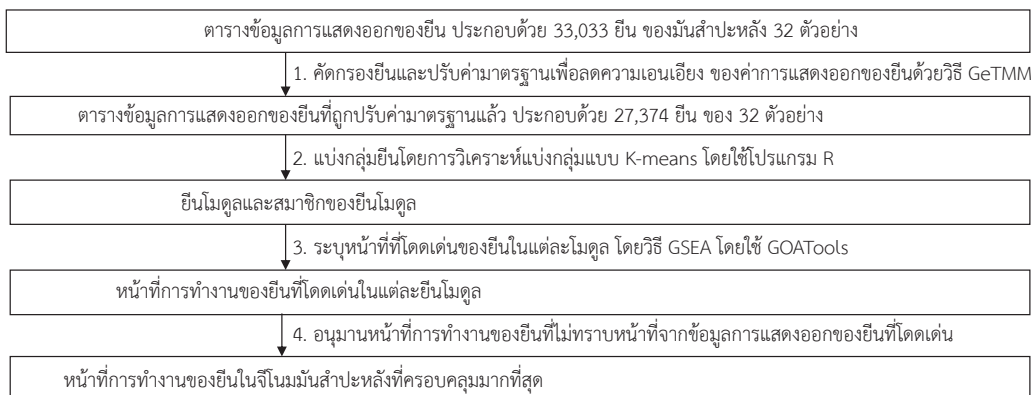 ตารางข้อมูลการแสดงออกของยีน ประกอบด้วย 33,033 ยีน ของมันสำปะหลัง 32 ตัวอย่าง
1. คัดกรองยีนและปรับค่ามาตรฐานเพื่อลดความเอนเอียง ของค่าการแสดงออกของยีนด้วยวิธี GeTMM
ตารางข้อมูลการแสดงออกของยีนที่ถูกปรับค่ามาตรฐานแล้ว ประกอบด้วย 27,374 ยีน ของ 32 ตัวอย่าง
2. แบ่งกลุ่มยีนโดยการวิเคราะห์แบ่งกลุ่มแบบ K-means โดยใช้โปรแกรม R
ยีนโมดูลและสมาชิกของยีนโมดูล
3. ระบุหน้าที่ที่โดดเด่นของยีนในแต่ละโมดูล โดยวิธี GSEA โดยใช้ GOATools
หน้าที่การทำงานของยีนที่โดดเด่นในแต่ละยีนโมดูล
4. อนุมานหน้าที่การทำงานของยีนที่ไม่ทราบหน้าที่จากข้อมูลการแสดงออกของยีนที่โดดเด่น
หน้าที่การทำงานของยีนในจีโนมมันสำปะหลังที่ครอบคลุมมากที่สุด